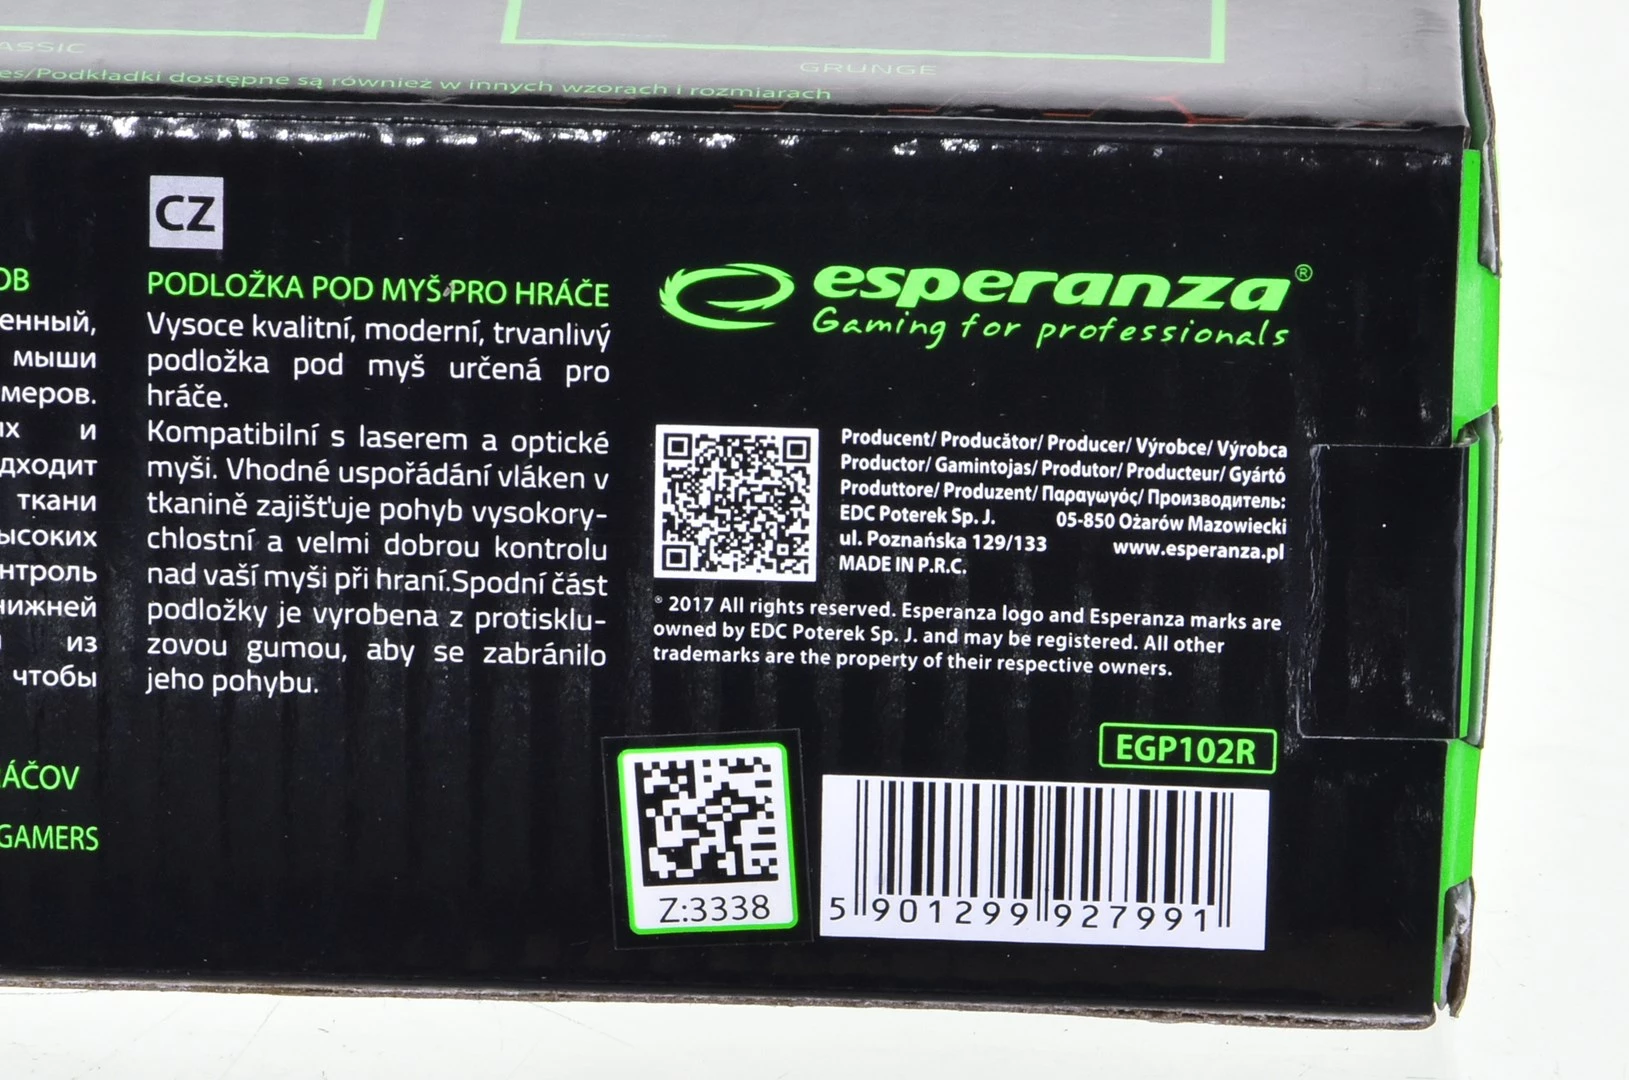 ASSIC
GRUNGE
es/Podkładki dostępne są również w innych wzorach i rozmiarach
CZ
ОВ
енный,
мыши
меров.
их и
дходит
ткани
ысоких
нтроль
нижней
из
чтобы
ÁČOV
GAMERS
PODLOŽKA POD MYŠ PRO HRÁČE
Vysoce kvalitní, moderní, trvanlivý
podložka pod myš určená pro
hráče.
Kompatibilní s laserem a optické
myši. Vhodné uspořádání vláken v
tkanině zajišťuje pohyb vysokory-
chlostní a velmi dobrou kontrolu
nad vaší myši při hraní.Spodní část
podložky je vyrobena z protisklu-
zovou gumou, aby se zabránilo
jeho pohybu.
esperanza®
Gaming for professionals
Producent/ Producător/ Producer/ Výrobce/ Výrobca
Productor/ Gamintojas/ Produtor/ Producteur/ Gyártó
Produttore/ Produzent/ Παραγωγός/ Производитель:
EDC Poterek Sp. J. 05-850 Ożarów Mazowiecki
ul. Poznańska 129/133 www.esperanza.pl
MADE IN P.R.C.
® 2017 All rights reserved. Esperanza logo and Esperanza marks are
owned by EDC Poterek Sp. J. and may be registered. All other
trademarks are the property of their respective owners.
EGP102R
Z:3338
5 901299 927991